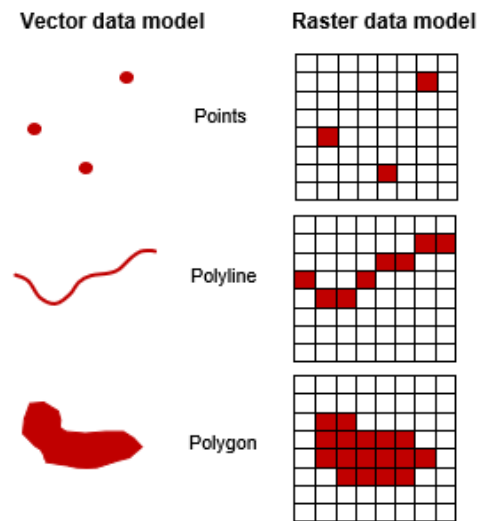 Vector data model
Raster data model
Points
Polyline
Polygon